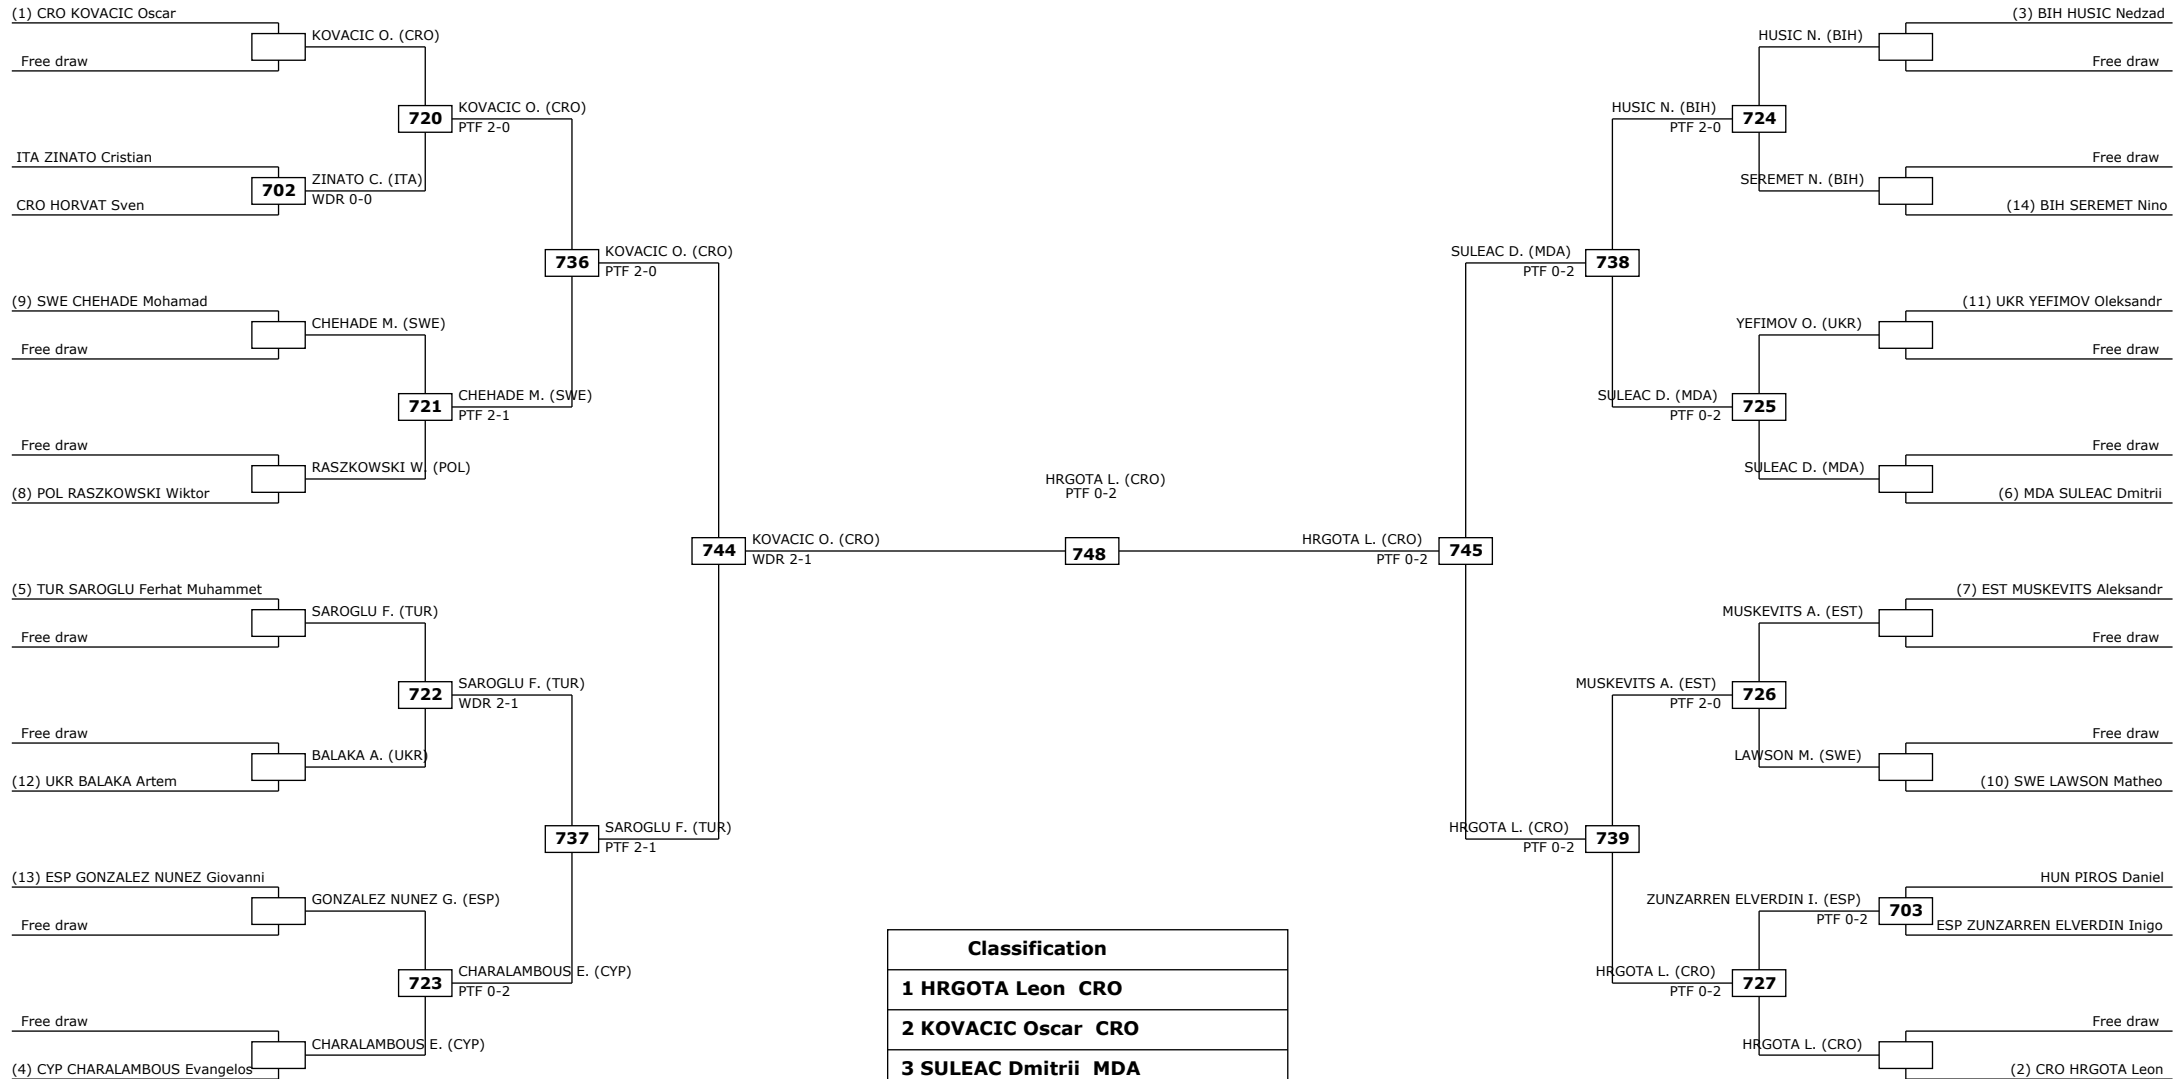 (1) CRO KOVACIC Oscar
KOVACIC O. (CRO)
Free draw
720
KOVACIC O. (CRO)
PTF 2-0
ITA ZINATO Cristian
702
ZINATO C. (ITA)
WDR 0-0
CRO HORVAT Sven
736
KOVACIC O. (CRO)
PTF 2-0
(9) SWE CHEHADE Mohamad
CHEHADE M. (SWE)
Free draw
721
CHEHADE M. (SWE)
PTF 2-1
Free draw
RASZKOWSKI W. (POL)
(8) POL RASZKOWSKI Wiktor
744
KOVACIC O. (CRO)
WDR 2-1
(5) TUR SAROGLU Ferhat Muhammet
SAROGLU F. (TUR)
Free draw
722
SAROGLU F. (TUR)
WDR 2-1
Free draw
BALAKA A. (UKR)
(12) UKR BALAKA Artem
737
SAROGLU F. (TUR)
PTF 2-1
(13) ESP GONZALEZ NUNEZ Giovanni
GONZALEZ NUNEZ G. (ESP)
Free draw
723
CHARALAMBOUS E. (CYP)
PTF 0-2
Free draw
CHARALAMBOUS E. (CYP)
(4) CYP CHARALAMBOUS Evangelos
HRGOTA L. (CRO)
PTF 0-2
748
(3) BIH HUSIC Nedzad
HUSIC N. (BIH)
Free draw
HUSIC N. (BIH)
PTF 2-0
724
Free draw
SEREMET N. (BIH)
(14) BIH SEREMET Nino
SULEAC D. (MDA)
PTF 0-2
738
(11) UKR YEFIMOV Oleksandr
YEFIMOV O. (UKR)
Free draw
SULEAC D. (MDA)
PTF 0-2
725
Free draw
SULEAC D. (MDA)
(6) MDA SULEAC Dmitrii
HRGOTA L. (CRO)
PTF 0-2
745
(7) EST MUSKEVITS Aleksandr
MUSKEVITS A. (EST)
Free draw
MUSKEVITS A. (EST)
PTF 2-0
726
Free draw
LAWSON M. (SWE)
(10) SWE LAWSON Matheo
HRGOTA L. (CRO)
PTF 0-2
739
HUN PIROS Daniel
ZUNZARREN ELVERDIN I. (ESP)
PTF 0-2
703
ESP ZUNZARREN ELVERDIN Inigo
HRGOTA L. (CRO)
PTF 0-2
727
Free draw
HRGOTA L. (CRO)
(2) CRO HRGOTA Leon
Classification
1 HRGOTA Leon CRO
2 KOVACIC Oscar CRO
3 SULEAC Dmitrii MDA